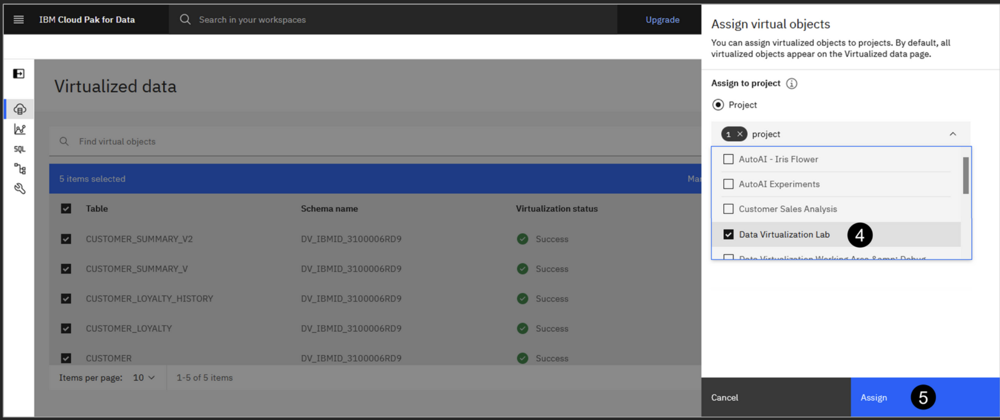 IBM Cloud Pak for Data
Search in your workspaces
Upgrade
Virtualized data
SQL
Find virtual objects
5 items selected
Table Schema name Virtualization status
CUSTOMER_SUMMARY_V2 DV_IBMID_3100006RD9 Success
CUSTOMER_SUMMARY_V DV_IBMID_3100006RD9 Success
CUSTOMER_LOYALTY_HISTORY DV_IBMID_3100006RD9 Success
CUSTOMER_LOYALTY DV_IBMID_3100006RD9 Success
CUSTOMER DV_IBMID_3100006RD9 Success
Items per page: 10 1-5 of 5 items
Assign virtual objects
You can assign virtualized objects to projects. By default, all
virtualized objects appear on the Virtualized data page.
Assign to project
Project
1 × project
AutoAI - Iris Flower
AutoAI Experiments
Customer Sales Analysis
Data Virtualization Lab 4
Data Virtualization Working Area &amp; Debug
Cancel
Assign 5